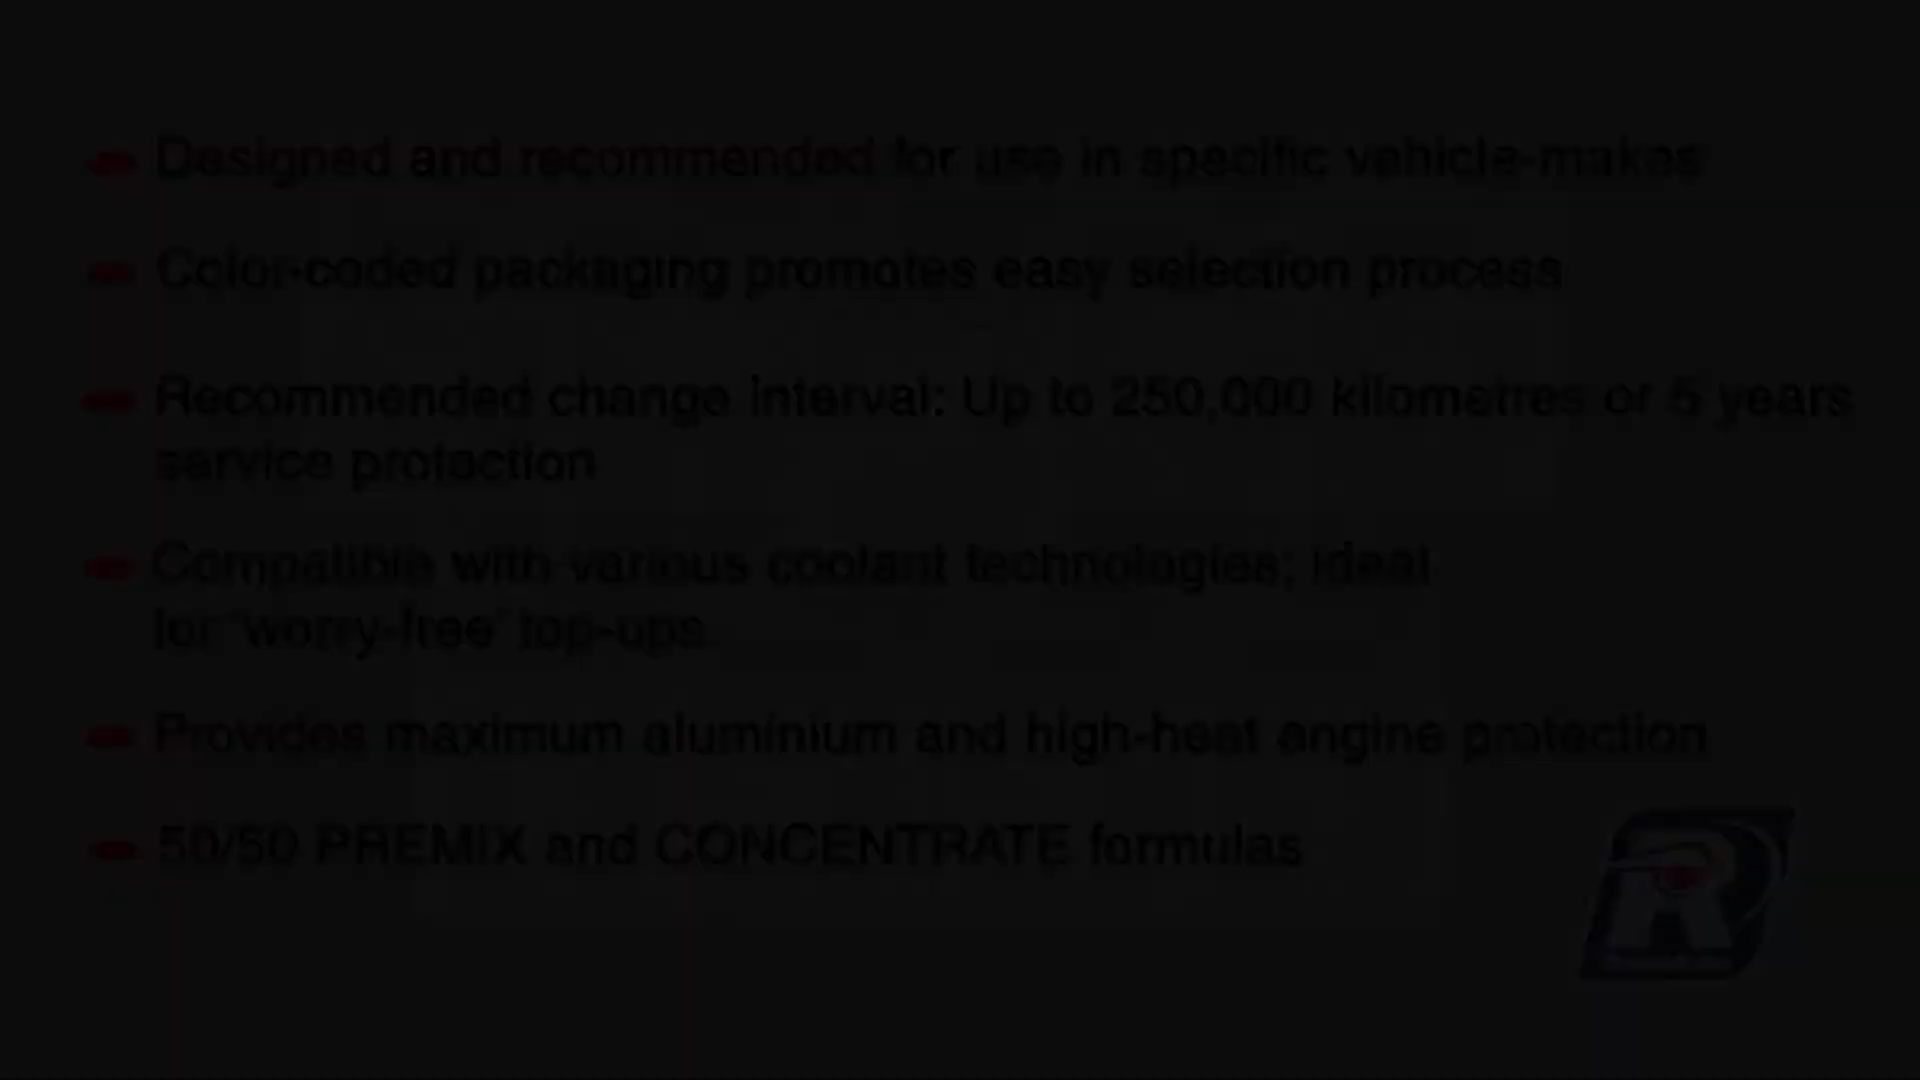 Designed and recommended for use in specific vehicle-makes
Color-coded packaging promotes easy selection process
Recommended change interval: Up to 250,000 kilometres or 5 years
service protection
Compatible with various coolant technologies; ideal
for 'worry-free' top-ups
Provides maximum aluminium and high-heat engine protection
50/50 PREMIX and CONCENTRATE formulas
R